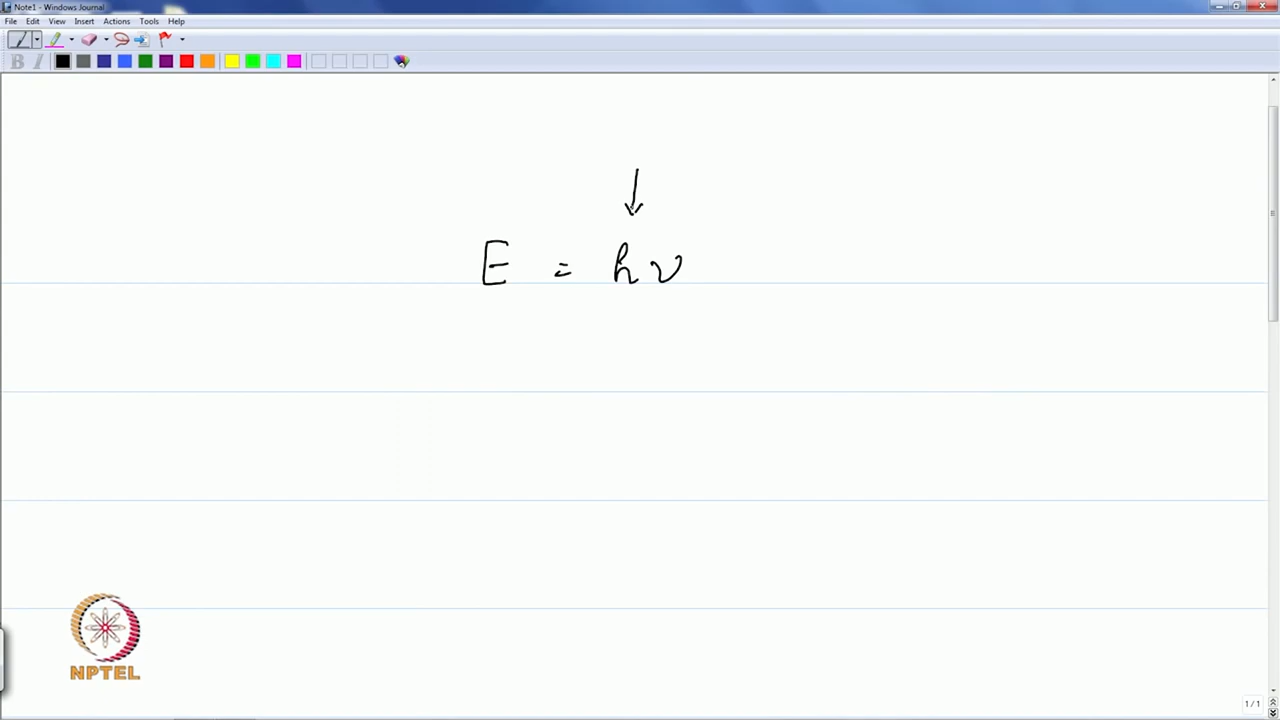 Note1 - Windows Journal
File Edit View Insert Actions Tools Help
B I
↓
E = hν
NPTEL
1/1